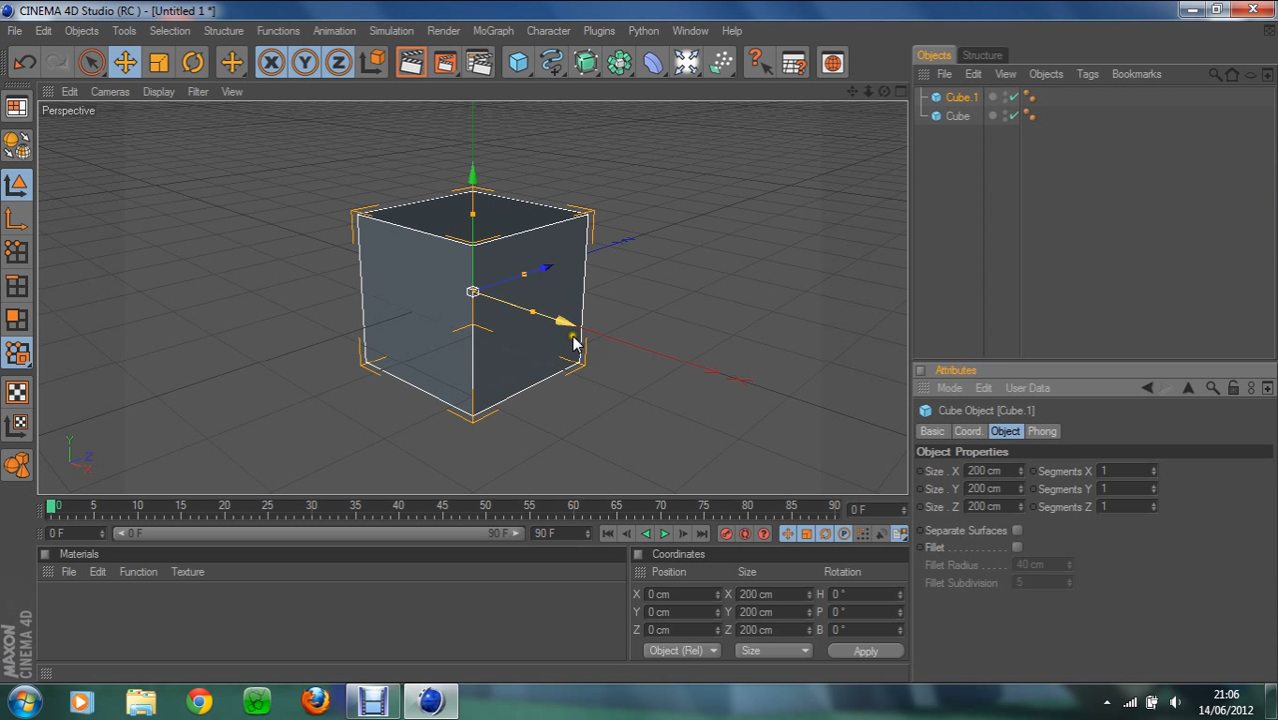 CINEMA 4D Studio (RC ) - [Untitled 1 *]
File Edit Objects Tools Selection Structure Functions Animation Simulation Render MoGraph Character Plugins Python Window Help
Objects Structure
File Edit View Objects Tags Bookmarks
Edit Cameras Display Filter View
Perspective
Cube.1
Cube
Attributes
Mode Edit User Data
Cube Object [Cube.1]
Basic Coord. Object Phong
Object Properties
Size . X 200 cm Segments X 1
Size . Y 200 cm Segments Y 1
Size . Z 200 cm Segments Z 1
Separate Surfaces
Fillet
Fillet Radius 40 cm
Fillet Subdivision 5
Y
Z
X
0 5 10 15 20 25 30 35 40 45 50 55 60 65 70 75 80 85 90 0 F
0 F 0 F 90 F 90 F
Materials
File Edit Function Texture
Coordinates
Position Size Rotation
X 0 cm X 200 cm H 0 °
Y 0 cm Y 200 cm P 0 °
Z 0 cm Z 200 cm B 0 °
Object (Rel) Size Apply
MAXON
CINEMA 4D
21:06
14/06/2012